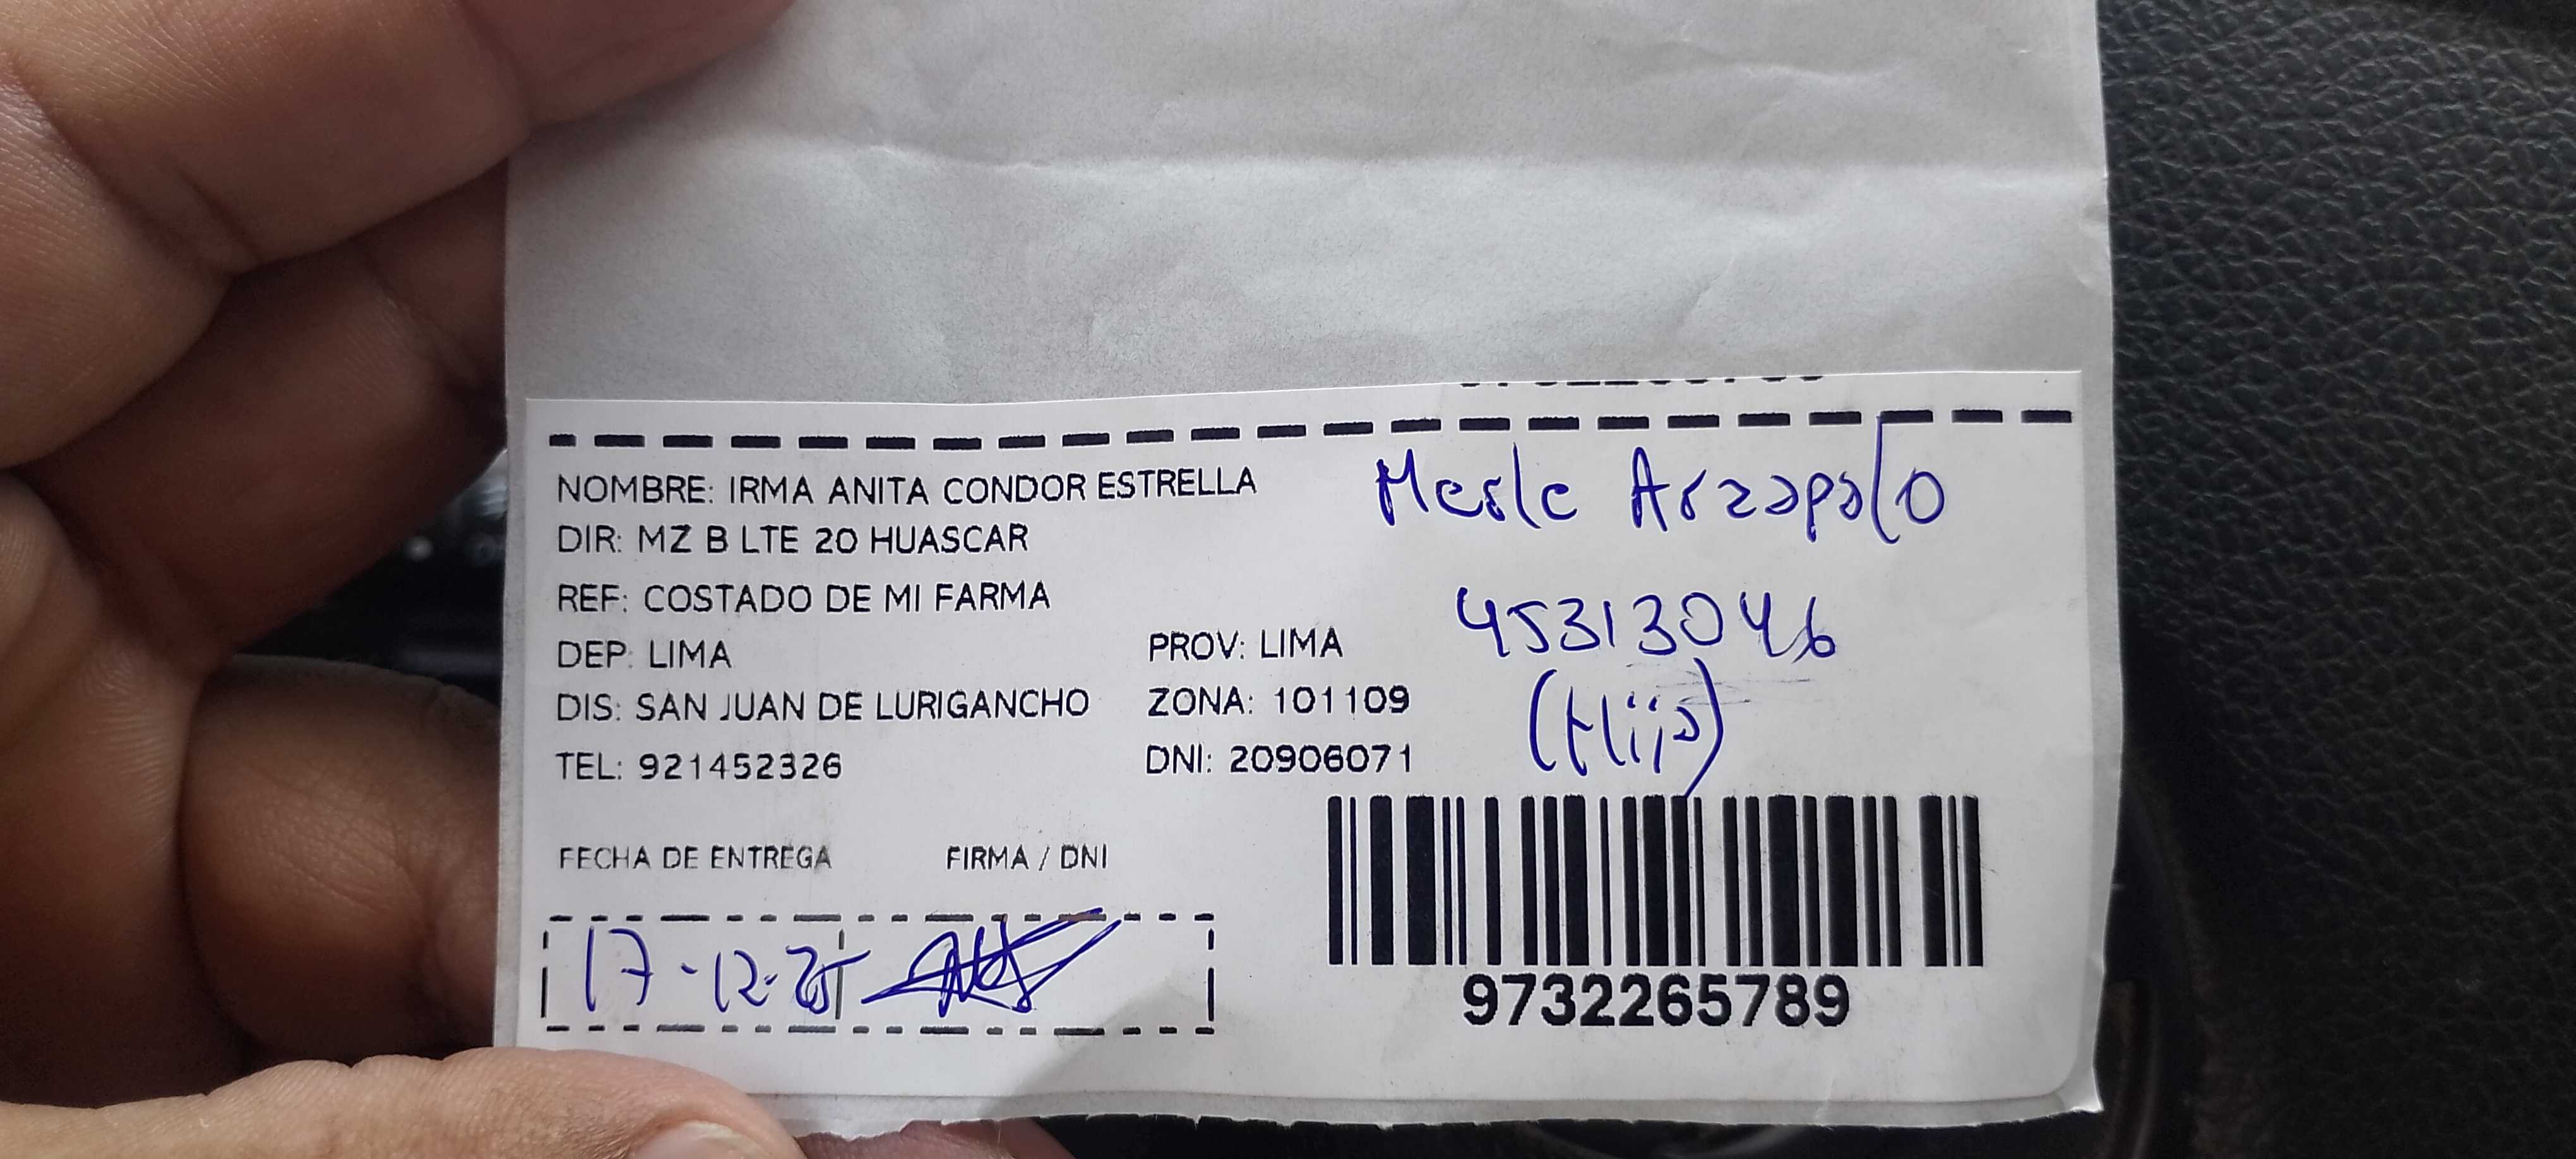 NOMBRE: IRMA ANITA CONDOR ESTRELLA
DIR: MZ B LTE 20 HUASCAR
REF: COSTADO DE MI FARMA
DEP: LIMA
PROV: LIMA
DIS: SAN JUAN DE LURIGANCHO
ZONA: 101109
TEL: 921452326
DNI: 20906071
Merle Arzapalo
45313046
(Hija)
FECHA DE ENTREGA
FIRMA / DNI
17-12-25
9732265789